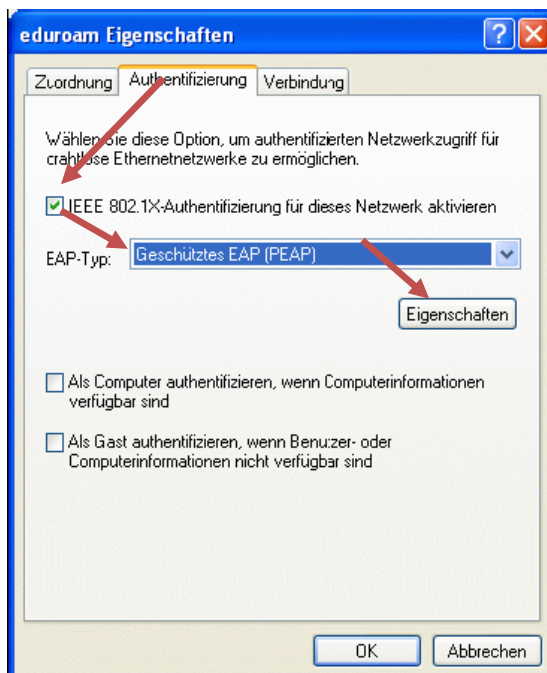 eduroam Eigenschaften
Zuordnung Authentifizierung Verbindung
Wählen Sie diese Option, um authentifizierten Netzwerkzugriff für
crahtlose Ethernetnetzwerke zu ermöglichen.
IEEE 802.1X-Authentifizierung für dieses Netzwerk aktivieren
EAP-Typ: Geschütztes EAP (PEAP)
Eigenschaften
Als Computer authentifizieren, wenn Computerinformationen
verfügbar sind
Als Gast authentifizieren, wenn Benutzer- oder
Computerinformationen nicht verfügbar sind
OK Abbrechen